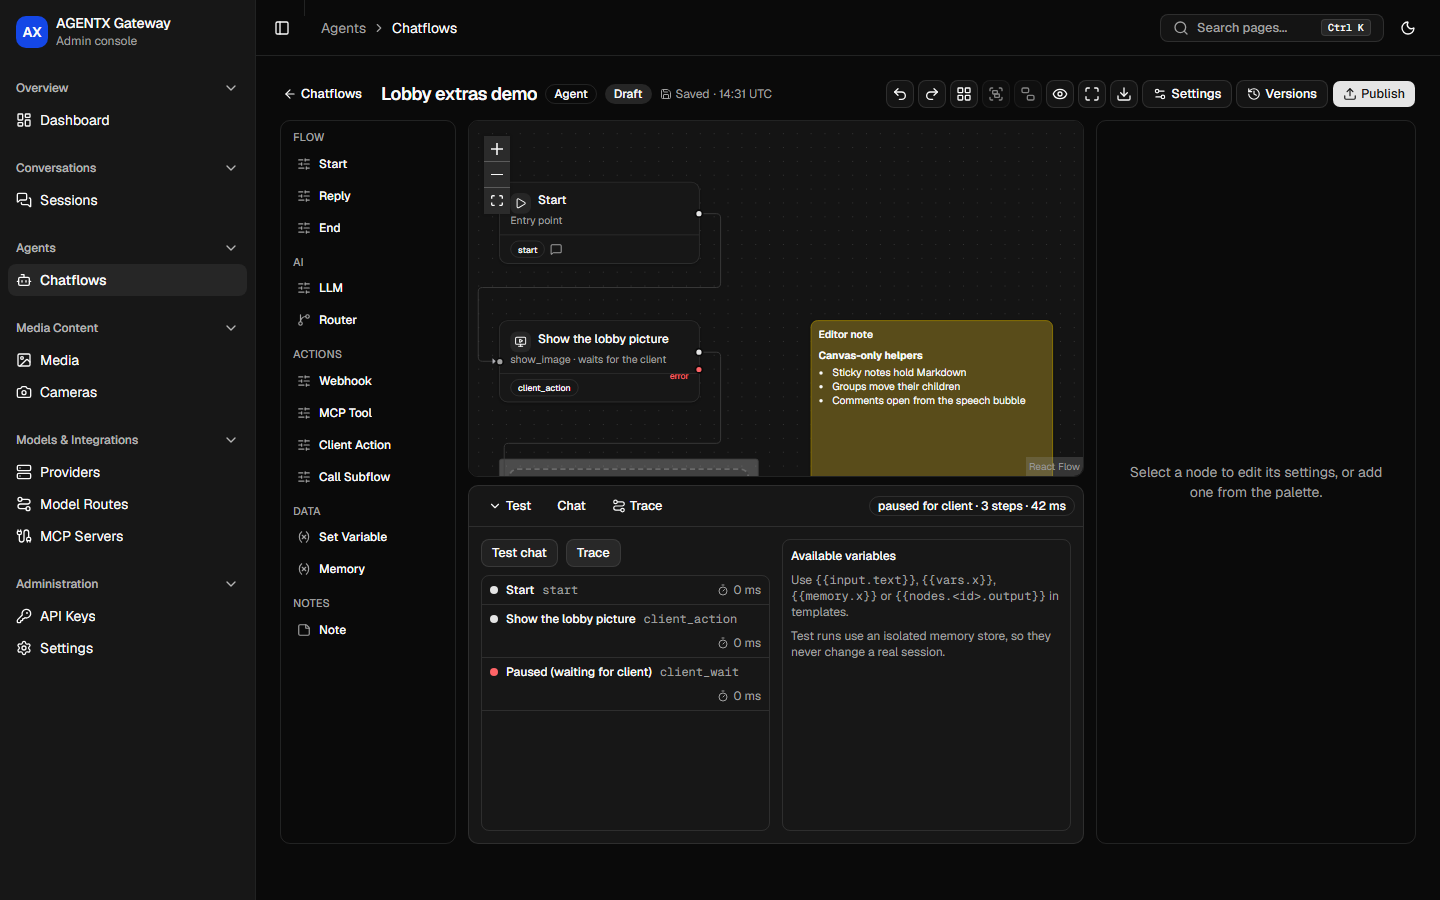 AX
AGENTX Gateway
Admin console
Overview
Dashboard
Conversations
Sessions
Agents
Chatflows
Media Content
Media
Cameras
Models & Integrations
Providers
Model Routes
MCP Servers
Administration
API Keys
Settings
Agents
Chatflows
Search pages...
Ctrl K
Chatflows
Lobby extras demo
Agent
Draft
Saved · 14:31 UTC
Settings
Versions
Publish
FLOW
Start
Reply
End
AI
LLM
Router
ACTIONS
Webhook
MCP Tool
Client Action
Call Subflow
DATA
Set Variable
Memory
NOTES
Note
Start
Entry point
start
Show the lobby picture
show_image · waits for the client
error
client_action
Editor note
Canvas-only helpers
• Sticky notes hold Markdown
• Groups move their children
• Comments open from the speech bubble
React Flow
Test
Chat
Trace
paused for client · 3 steps · 42 ms
Test chat
Trace
Start start
0 ms
Show the lobby picture client_action
0 ms
Paused (waiting for client) client_wait
0 ms
Available variables
Use {{input.text}}, {{vars.x}},
{{memory.x}} or {{nodes.<id>.output}} in
templates.
Test runs use an isolated memory store, so they
never change a real session.
Select a node to edit its settings, or add
one from the palette.